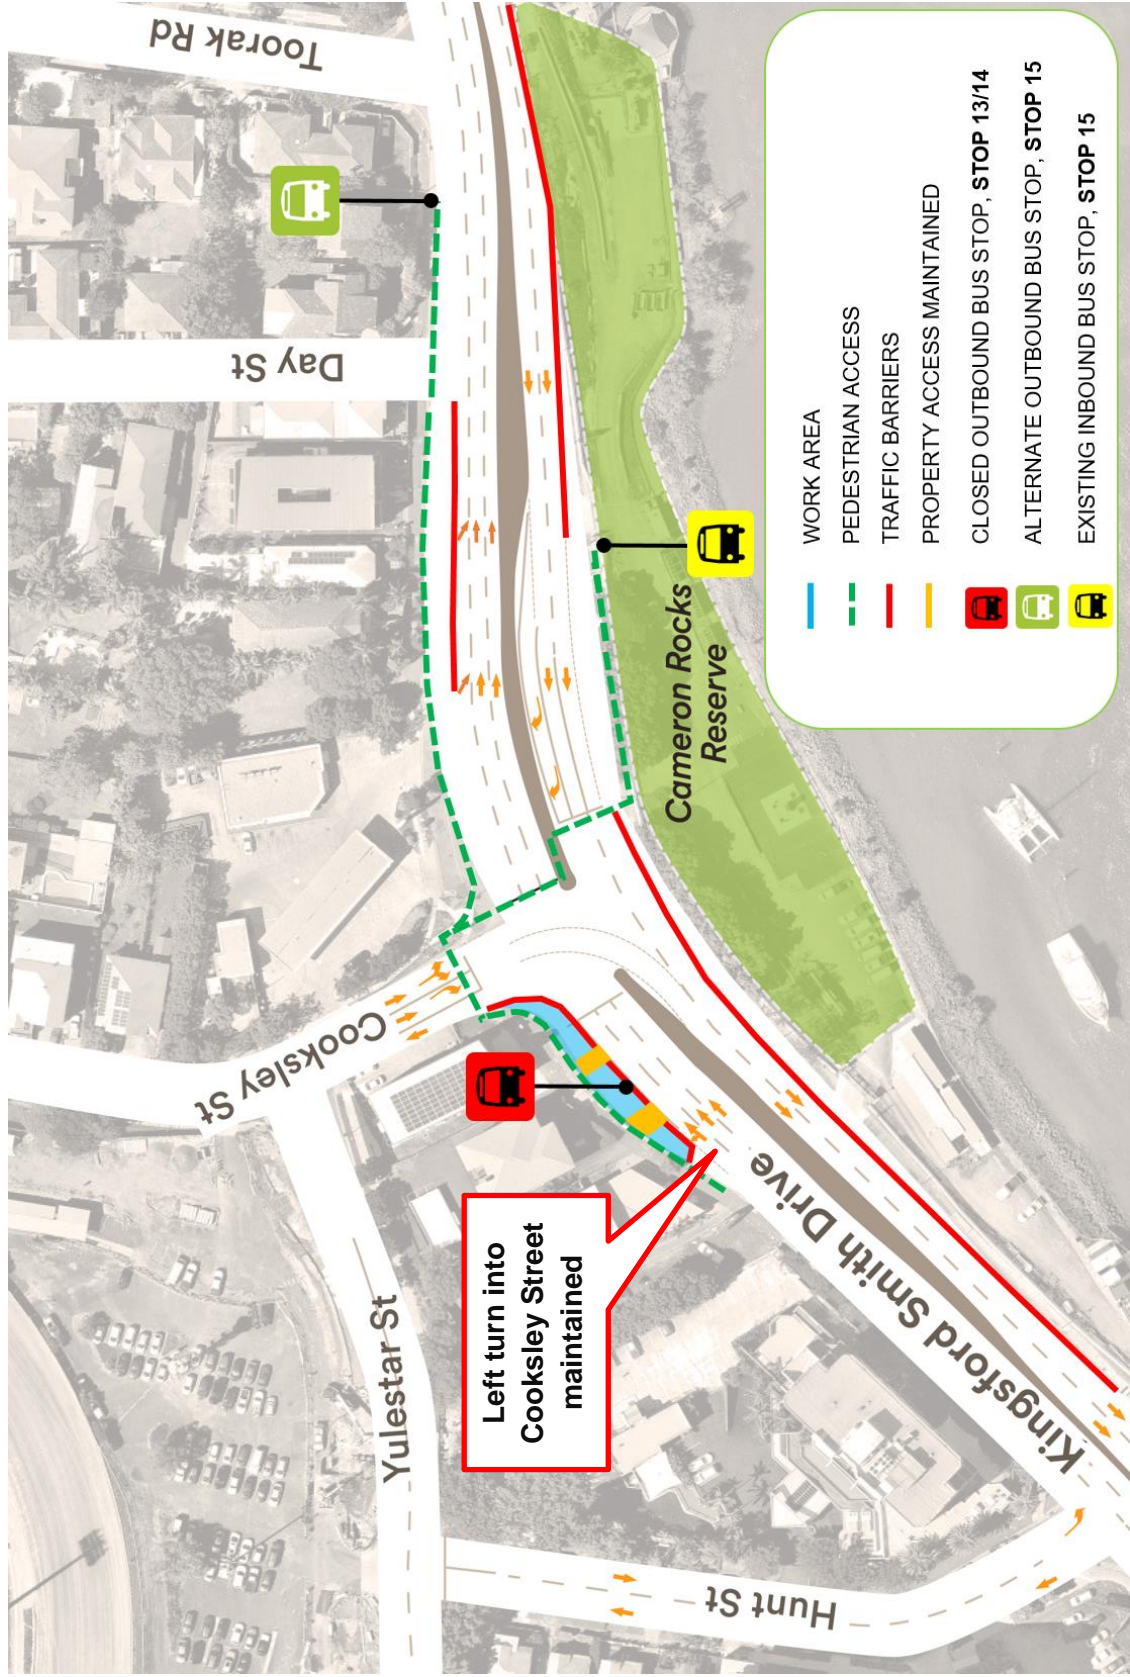 Toorak Rd
Day St
Cooksley St
Yulestar St
Hunt St
Kingsford Smith Drive
Cameron Rocks
Reserve
Left turn into
Cooksley Street
maintained
WORK AREA
PEDESTRIAN ACCESS
TRAFFIC BARRIERS
PROPERTY ACCESS MAINTAINED
CLOSED OUTBOUND BUS STOP, STOP 13/14
ALTERNATE OUTBOUND BUS STOP, STOP 15
EXISTING INBOUND BUS STOP, STOP 15